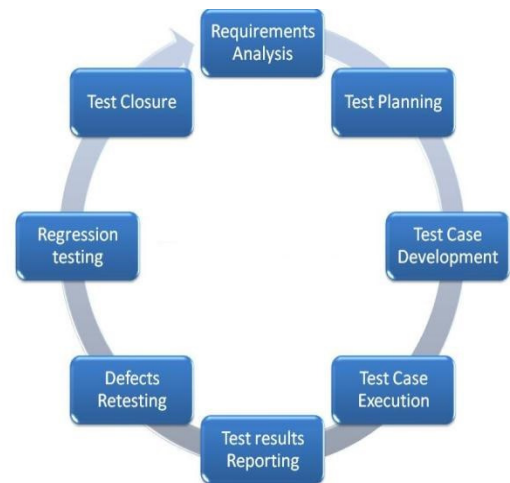 Requirements
Analysis
Test Planning
Test Case
Development
Test Case
Execution
Test results
Reporting
Defects
Retesting
Regression
testing
Test Closure